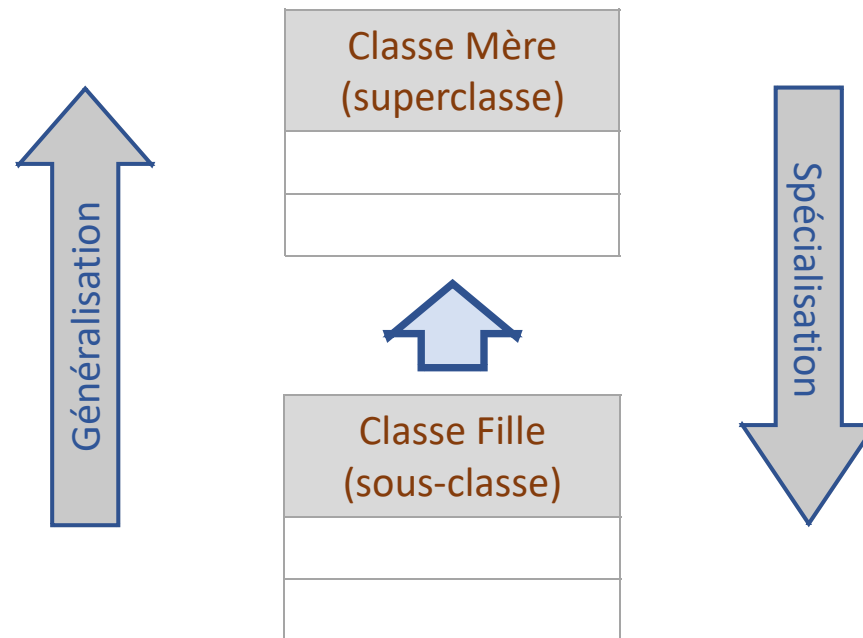 Classe Mère
(superclasse)
Généralisation
Spécialisation
Classe Fille
(sous-classe)